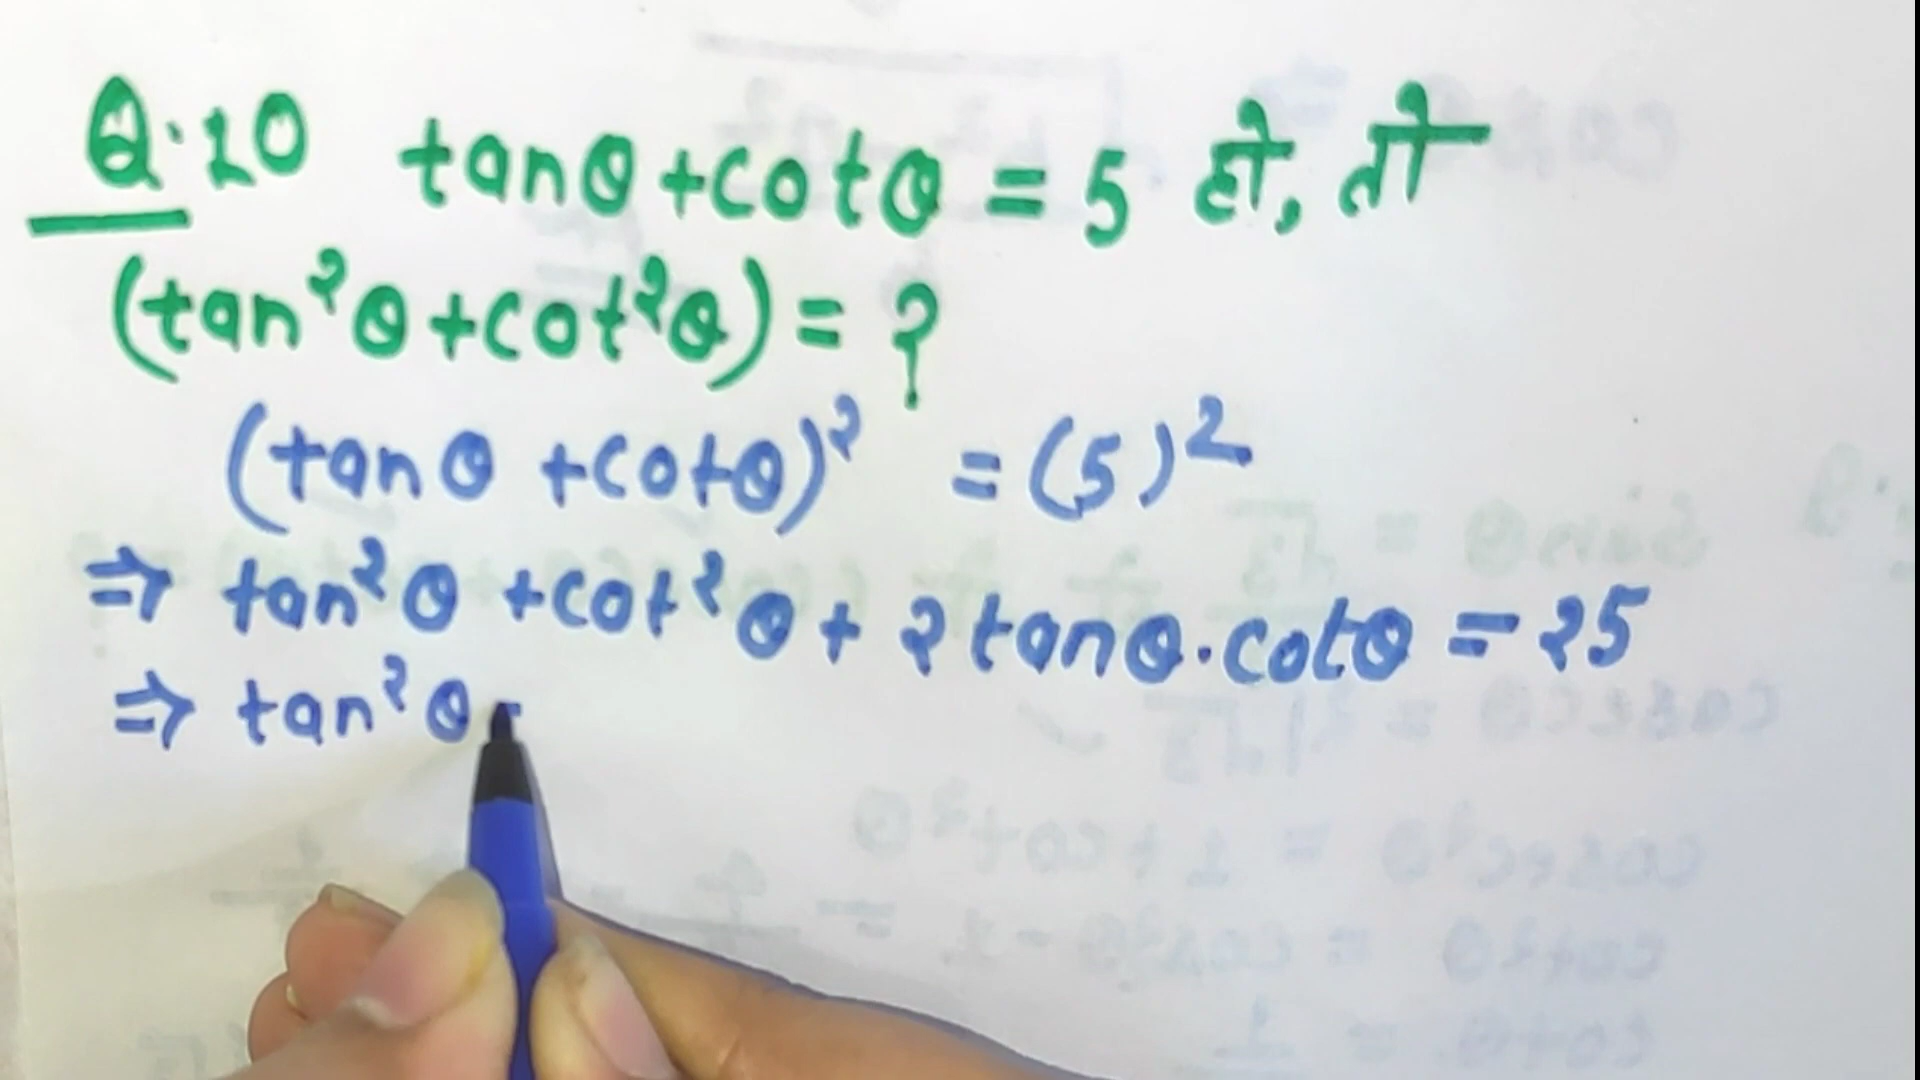 Q.10 tanθ + cotθ = 5 हो, तो
(tan²θ + cot²θ) = ?
(tanθ + cotθ)² = (5)²
⇒ tan²θ + cot²θ + 2tanθ.cotθ = 25
⇒ tan²θ